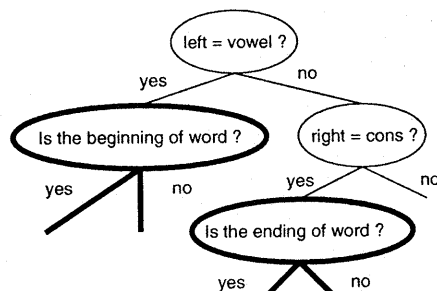 left = vowel ?
yes
no
Is the beginning of word ?
right = cons ?
yes
no
yes
no
Is the ending of word ?
yes
no